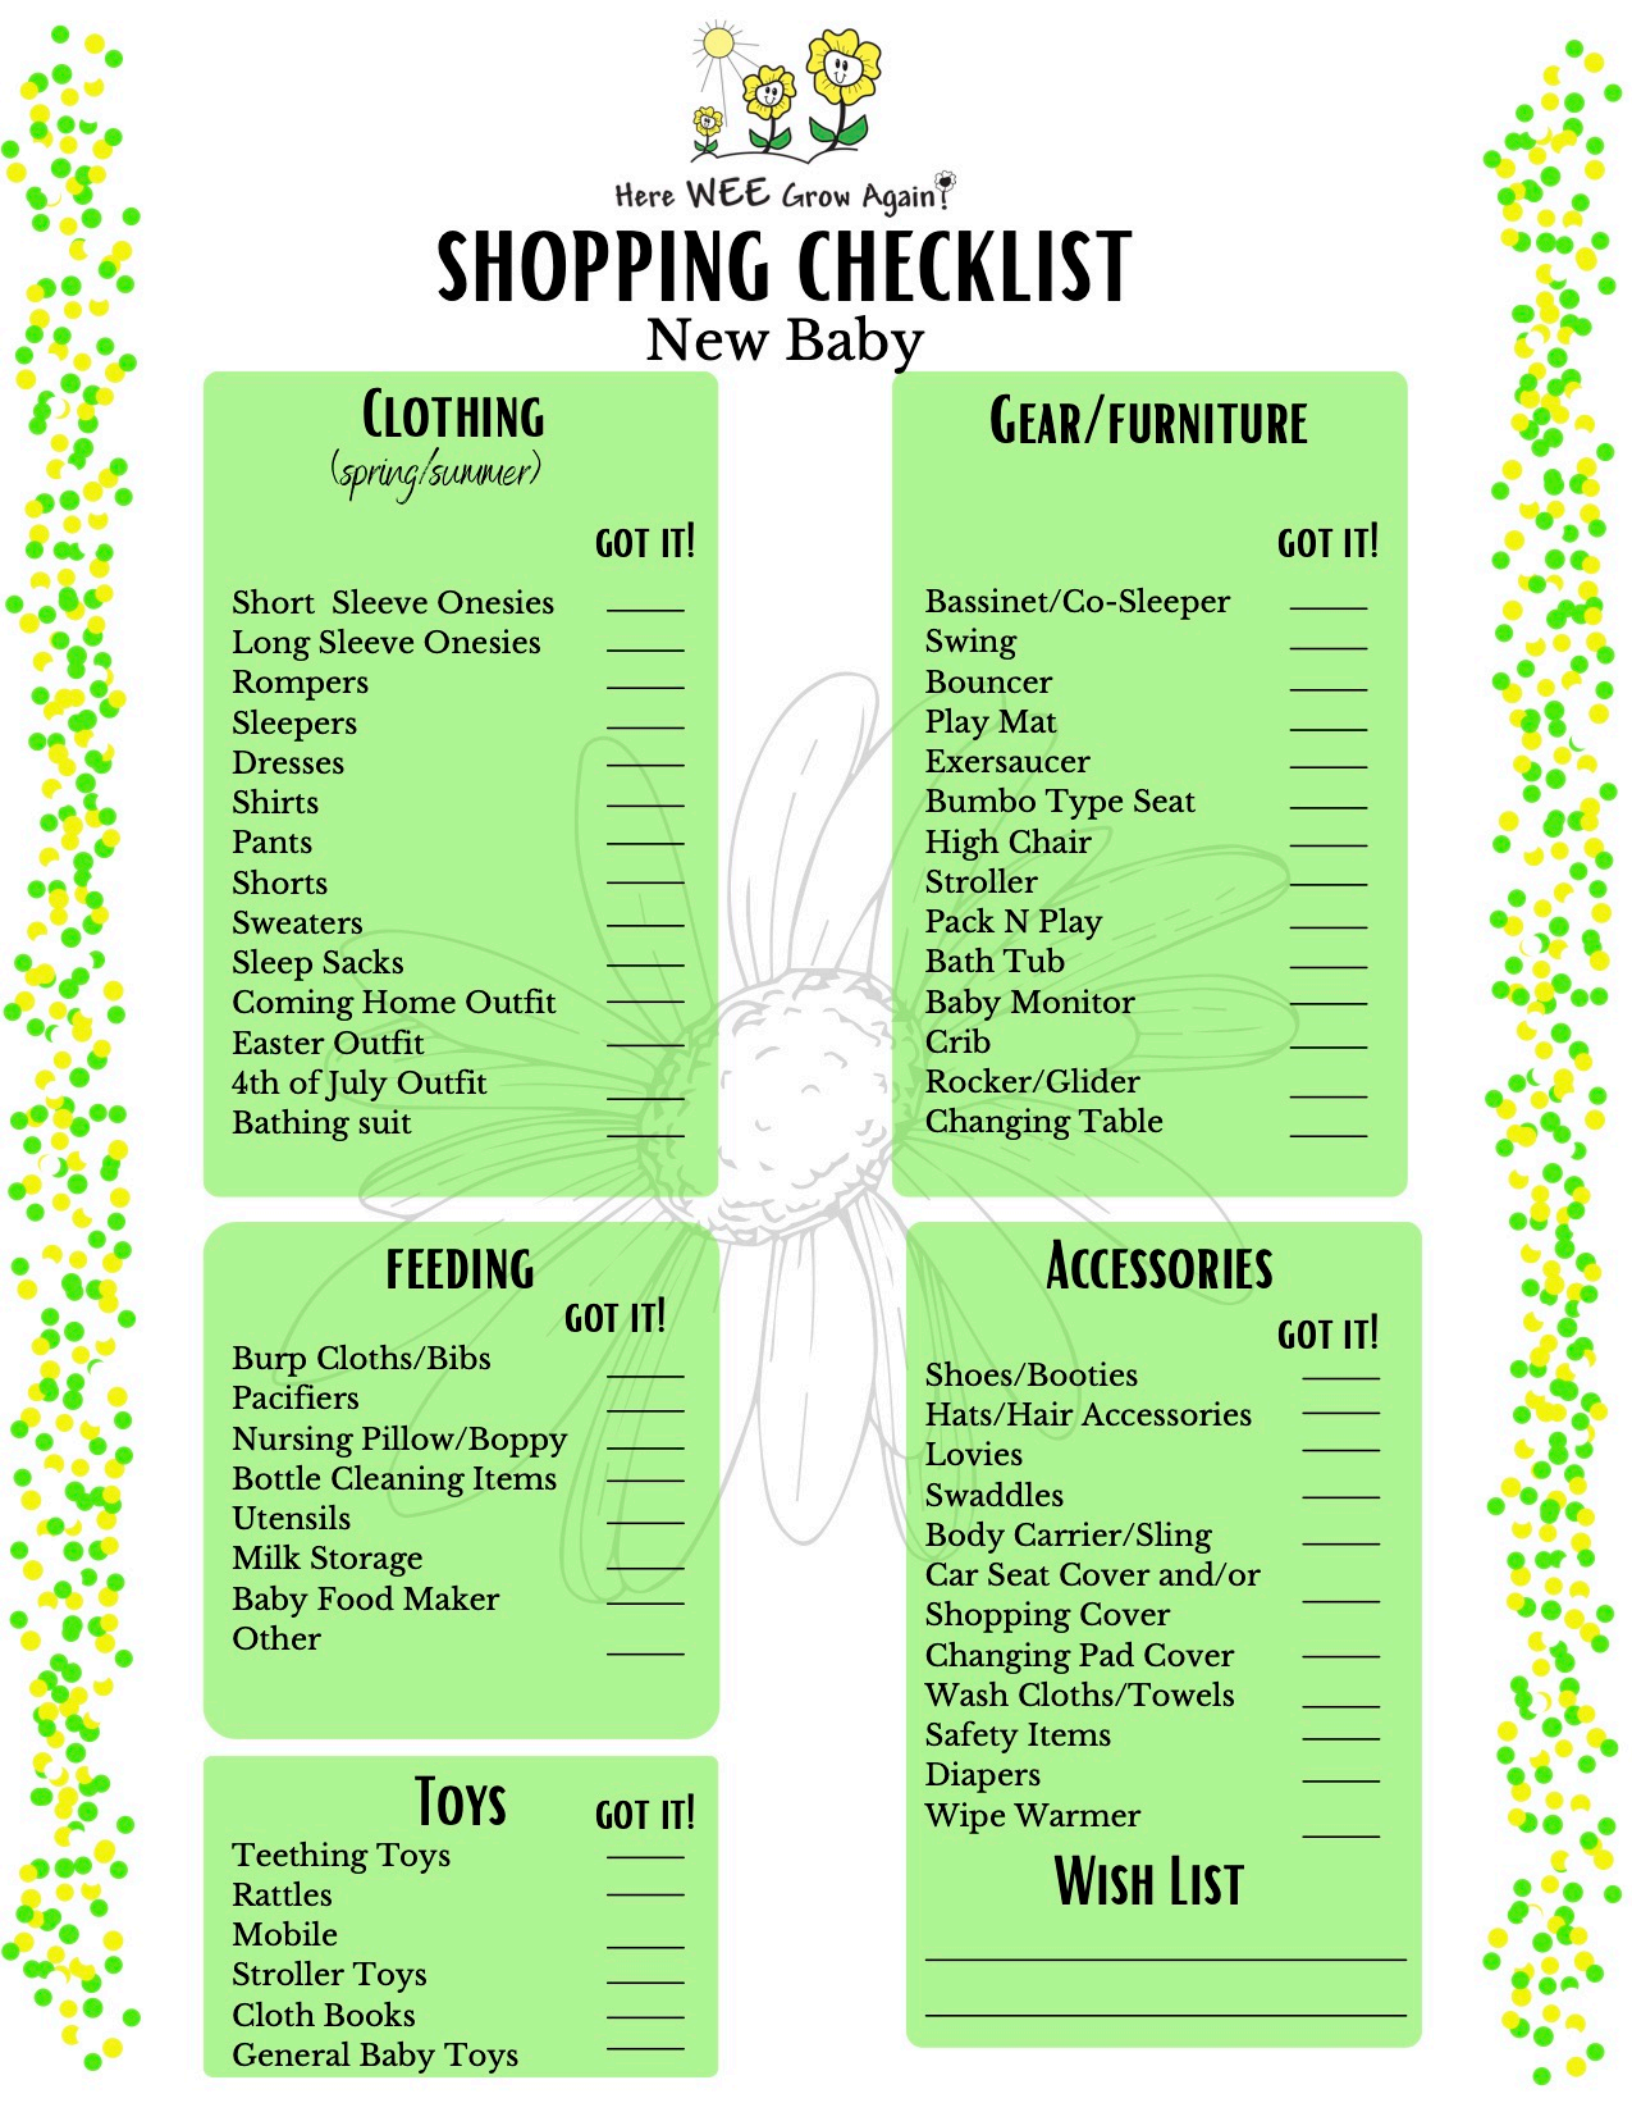 Here WEE Grow Again!
SHOPPING CHECKLIST
New Baby
CLOTHING
(spring/summer)
GOT IT!
Short Sleeve Onesies
Long Sleeve Onesies
Rompers
Sleepers
Dresses
Shirts
Pants
Shorts
Sweaters
Sleep Sacks
Coming Home Outfit
Easter Outfit
4th of July Outfit
Bathing suit
GEAR/FURNITURE
GOT IT!
Bassinet/Co-Sleeper
Swing
Bouncer
Play Mat
Exersaucer
Bumbo Type Seat
High Chair
Stroller
Pack N Play
Bath Tub
Baby Monitor
Crib
Rocker/Glider
Changing Table
FEEDING
GOT IT!
Burp Cloths/Bibs
Pacifiers
Nursing Pillow/Boppy
Bottle Cleaning Items
Utensils
Milk Storage
Baby Food Maker
Other
TOYS
GOT IT!
Teething Toys
Rattles
Mobile
Stroller Toys
Cloth Books
General Baby Toys
ACCESSORIES
GOT IT!
Shoes/Booties
Hats/Hair Accessories
Lovies
Swaddles
Body Carrier/Sling
Car Seat Cover and/or
Shopping Cover
Changing Pad Cover
Wash Cloths/Towels
Safety Items
Diapers
Wipe Warmer
WISH LIST